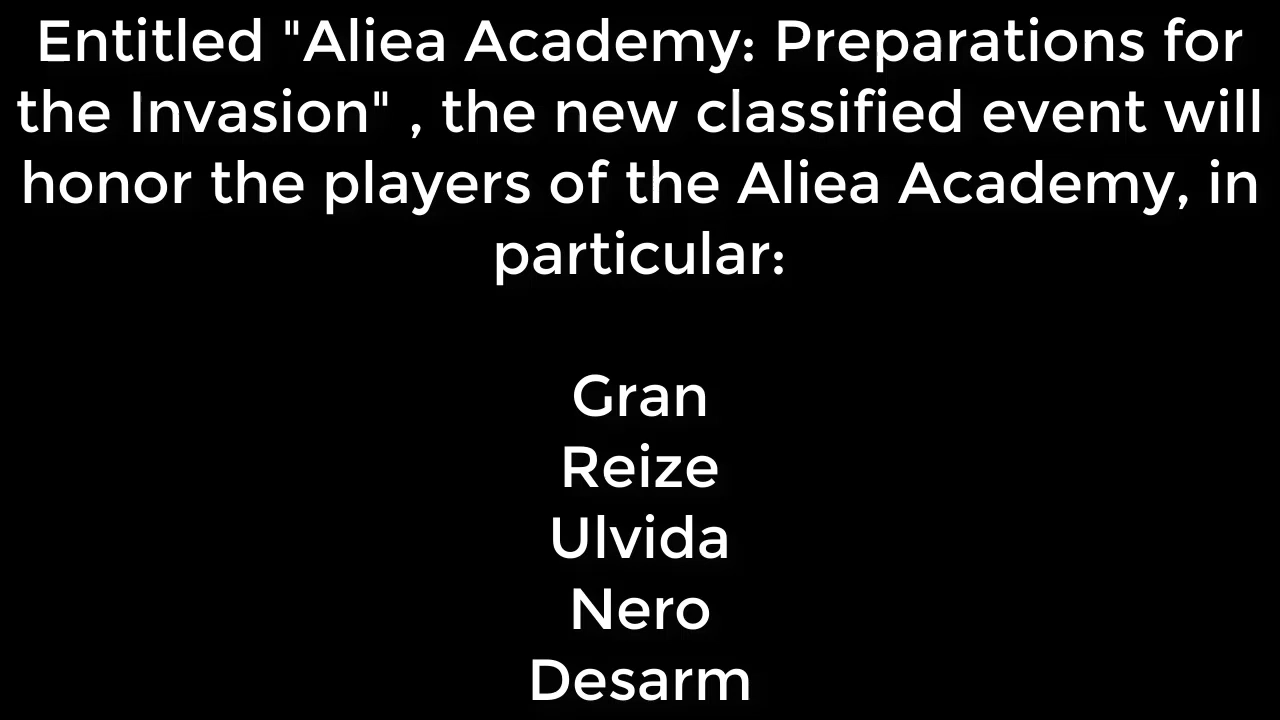 Entitled "Aliea Academy: Preparations for
the Invasion" , the new classified event will
honor the players of the Aliea Academy, in
particular:
Gran
Reize
Ulvida
Nero
Desarm